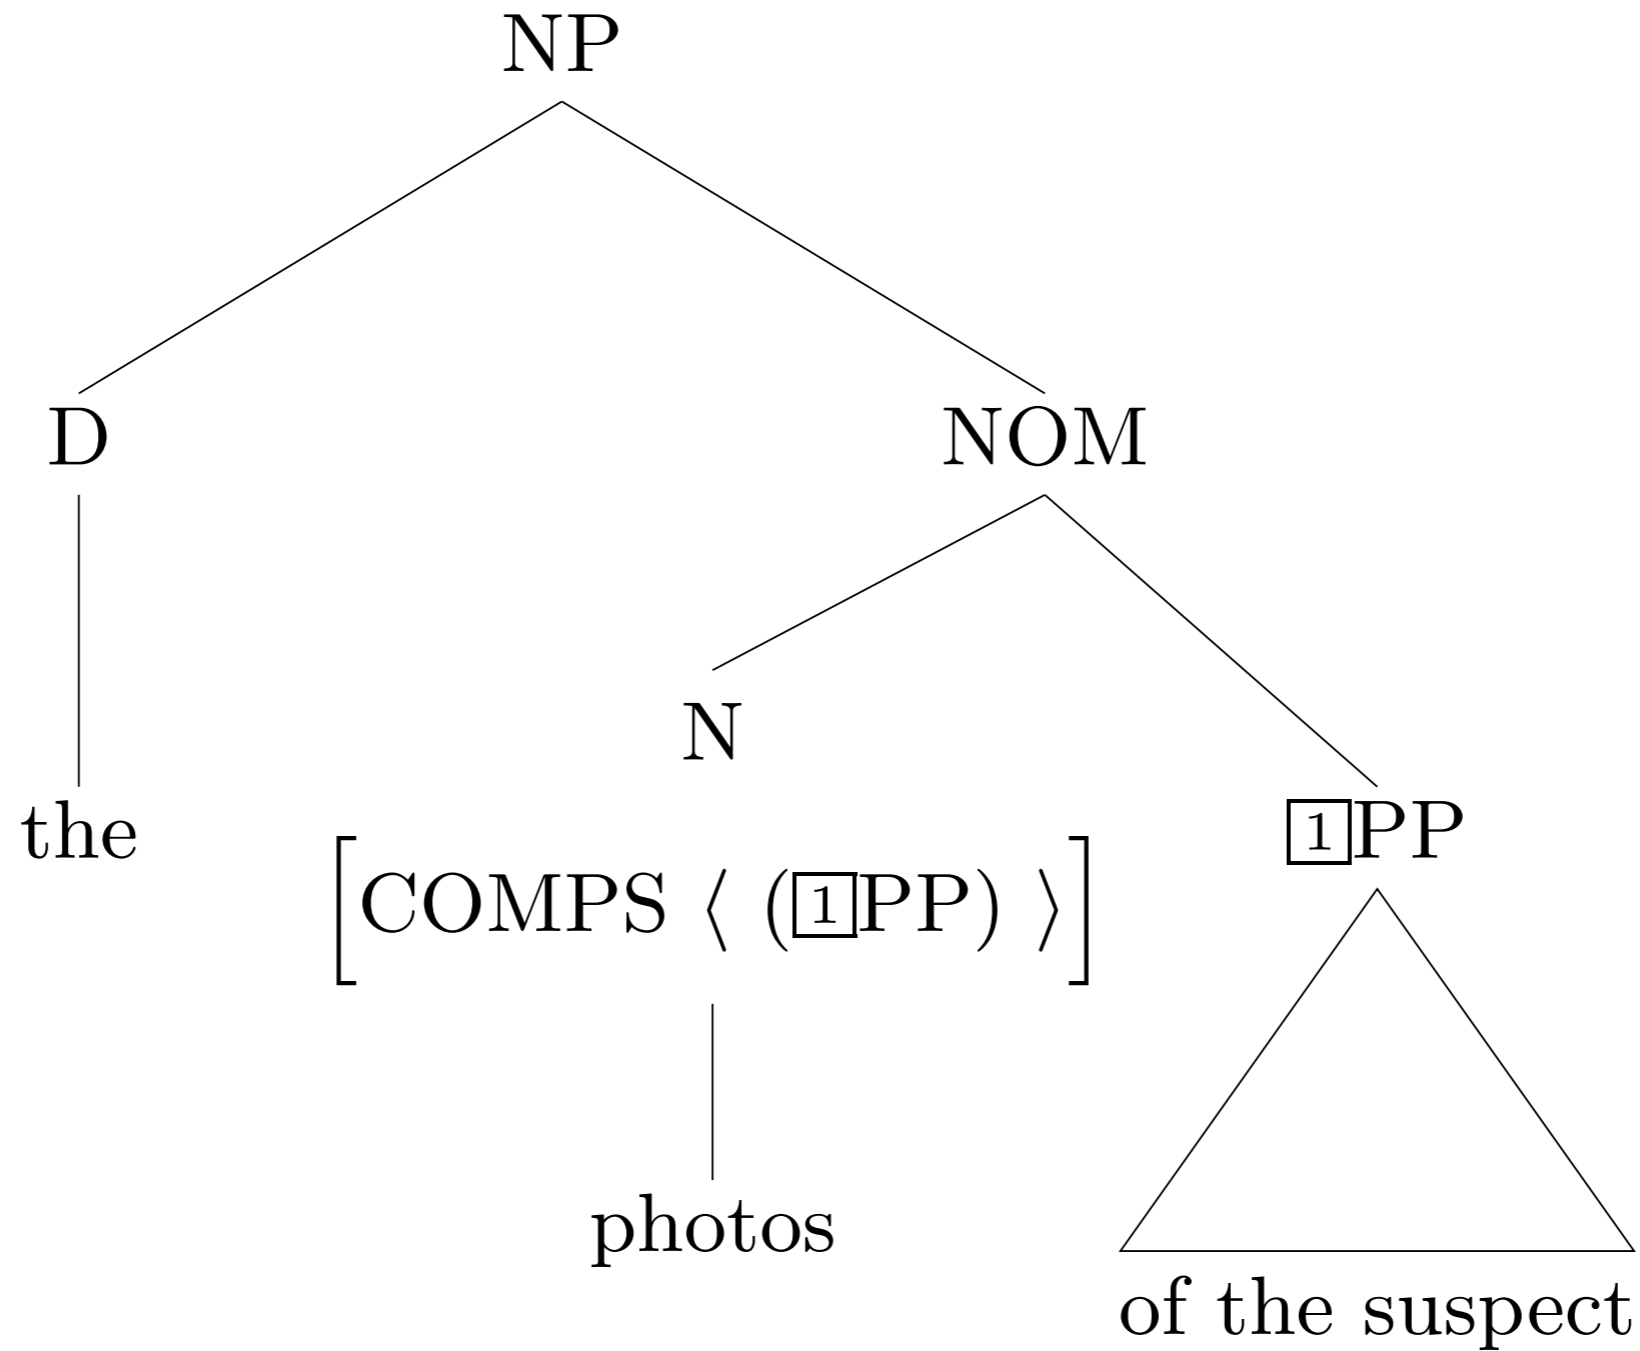 NP
D NOM
N
the 1PP
[COMPS ⟨ (1PP) ⟩]
photos
of the suspect